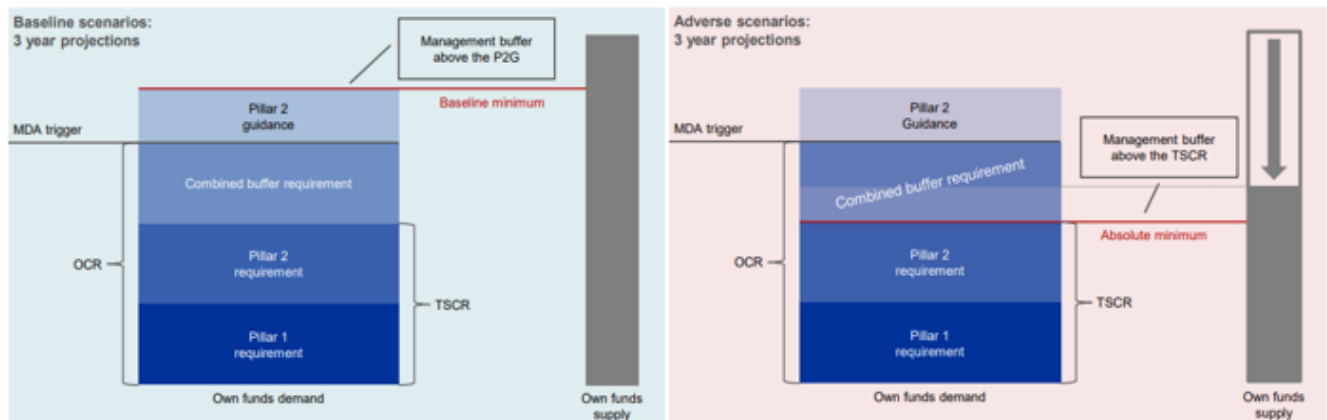 Baseline scenarios:
3 year projections
Management buffer
above the P2G
Pillar 2
guidance
Baseline minimum
MDA trigger
Combined buffer requirement
Pillar 2
requirement
OCR
TSCR
Pillar 1
requirement
Own funds demand
Own funds
supply
Adverse scenarios:
3 year projections
Pillar 2
Guidance
MDA trigger
Management buffer
above the TSCR
Combined buffer requirement
Absolute minimum
Pillar 2
requirement
OCR
TSCR
Pillar 1
requirement
Own funds demand
Own funds
supply